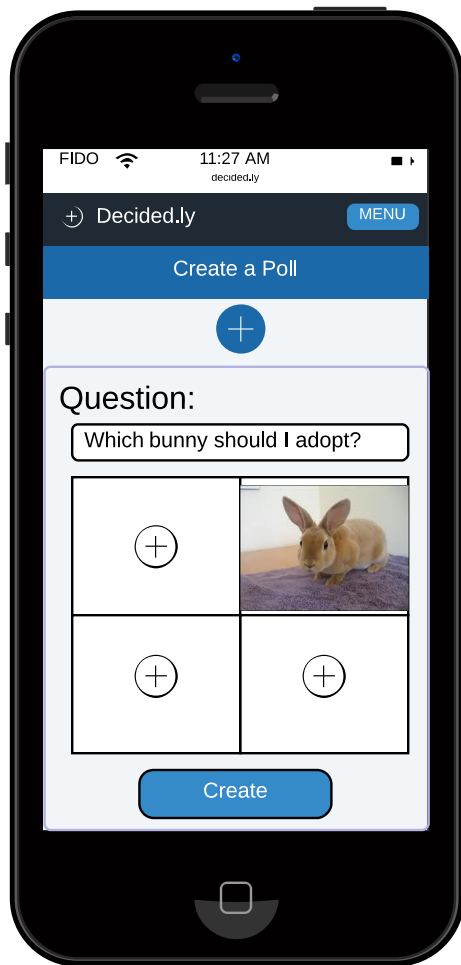 FIDO 11:27 AM
decided.ly
Decided.ly MENU
Create a Poll
Question:
Which bunny should I adopt?
Create